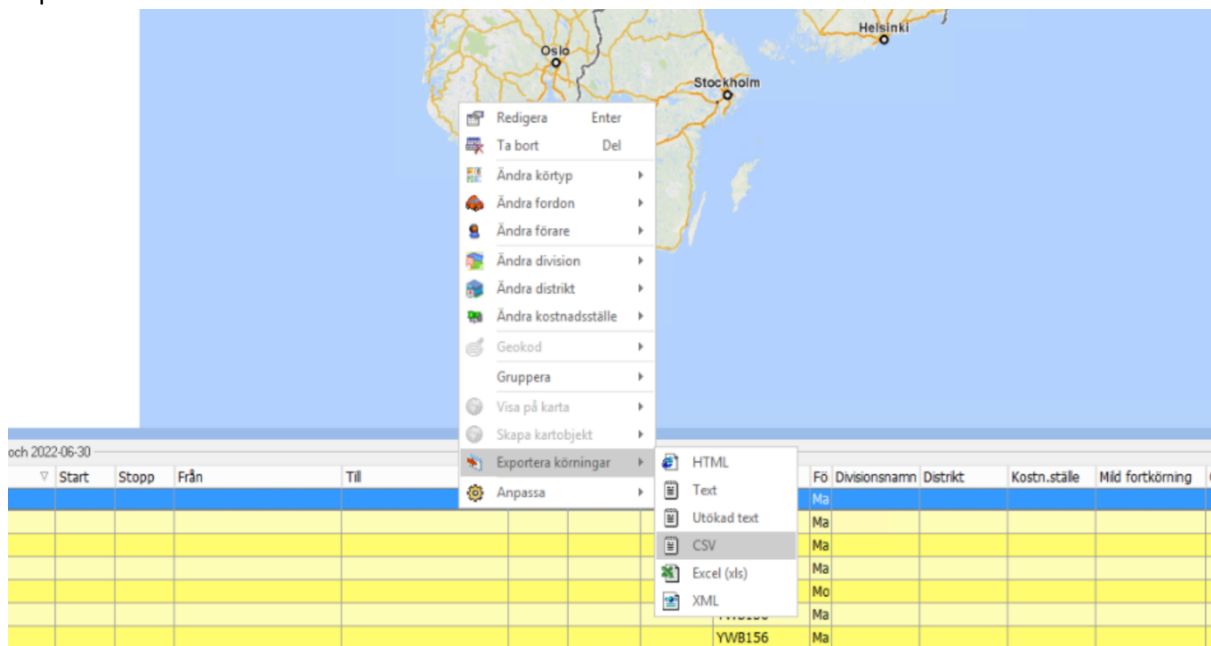 Helsinki
Oslo
Stockholm
Redigera Enter
Ta bort Del
Ändra körtyp
Ändra fordon
Ändra förare
Ändra division
Ändra distrikt
Ändra kostnadsställe
Geokod
Gruppera
Visa på karta
Skapa kartobjekt
och 2022-06-30
Exportera körningar
Anpassa
HTML
Text
Utökad text
CSV
Excel (xls)
XML
Start Stopp Från Till Fö Divisionsnamn Distrikt Kostn.ställe Mild fortkörning
Ma
Ma
Ma
Ma
Mo
Ma
YWB156 Ma